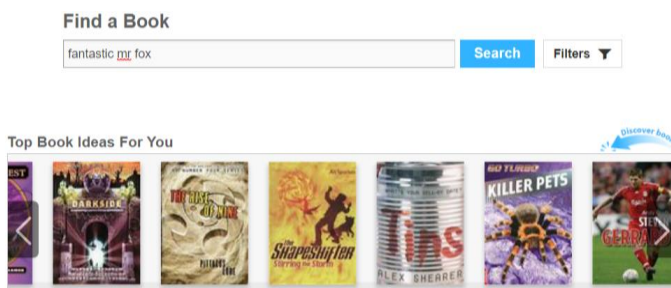 Find a Book
fantastic mr fox
Search
Filters
Top Book Ideas For You
Discover
EST
DARKSIDE
THE RISE
OF NINE
PITTACUS
LORE
THE
SHAPESHIFTER
Stirring the Storm
Tins
ALEX SHEARER
GO TURBO
KILLER PETS
GERRA